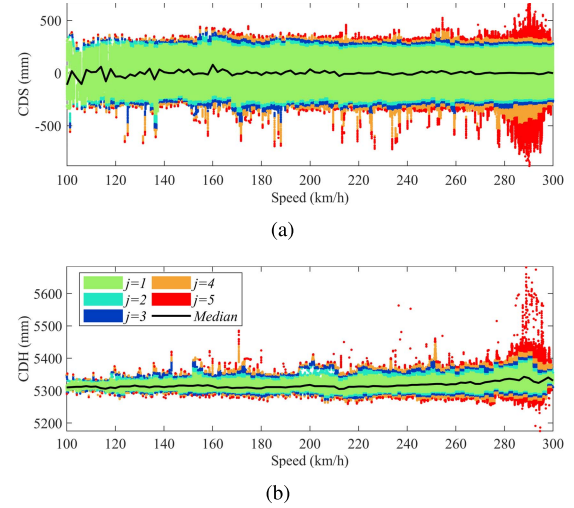 500
0
-500
CDS (mm)
100 120 140 160 180 200 220 240 260 280 300
Speed (km/h)
(a)
j=1 j=4
j=2 j=5
j=3 Median
5600
5500
5400
5300
5200
CDH (mm)
100 120 140 160 180 200 220 240 260 280 300
Speed (km/h)
(b)